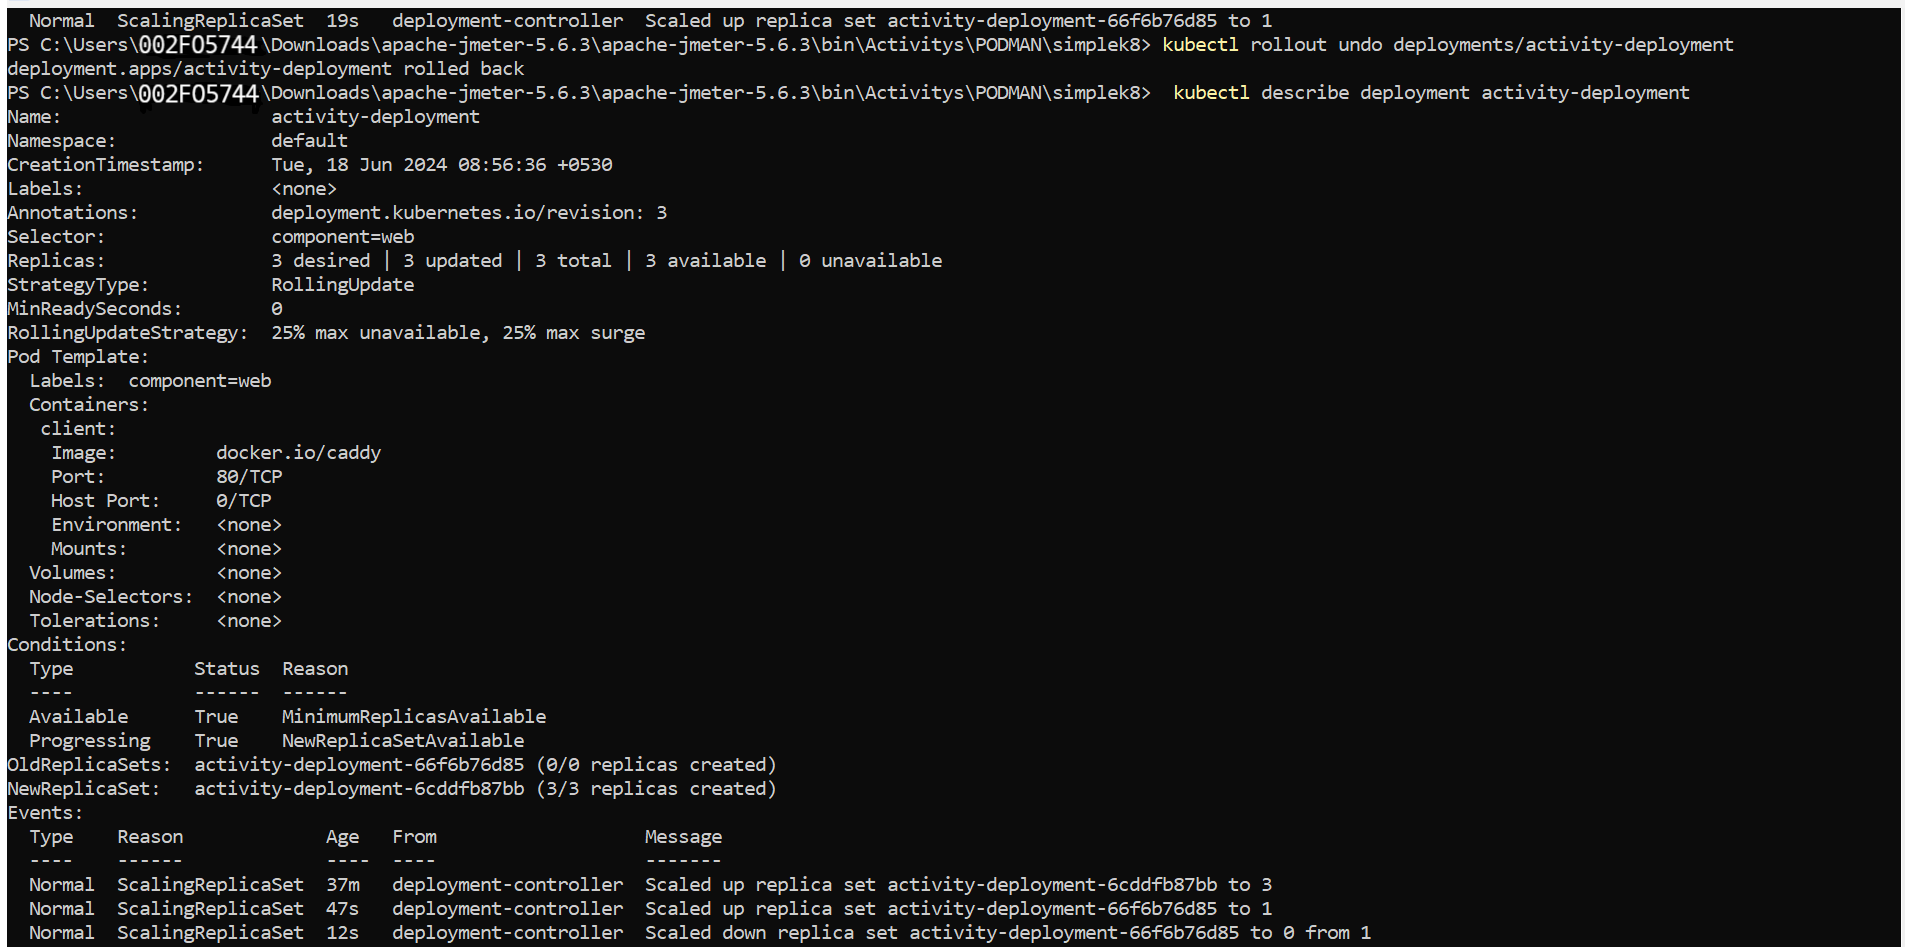 Normal  ScalingReplicaSet  19s   deployment-controller  Scaled up replica set activity-deployment-66f6b76d85 to 1
PS C:\Users\002FO5744\Downloads\apache-jmeter-5.6.3\apache-jmeter-5.6.3\bin\Activitys\PODMAN\simplek8> kubectl rollout undo deployments/activity-deployment
deployment.apps/activity-deployment rolled back
PS C:\Users\002FO5744\Downloads\apache-jmeter-5.6.3\apache-jmeter-5.6.3\bin\Activitys\PODMAN\simplek8>  kubectl describe deployment activity-deployment
Name:                   activity-deployment
Namespace:              default
CreationTimestamp:      Tue, 18 Jun 2024 08:56:36 +0530
Labels:                 <none>
Annotations:            deployment.kubernetes.io/revision: 3
Selector:               component=web
Replicas:               3 desired | 3 updated | 3 total | 3 available | 0 unavailable
StrategyType:           RollingUpdate
MinReadySeconds:        0
RollingUpdateStrategy:  25% max unavailable, 25% max surge
Pod Template:
  Labels:  component=web
  Containers:
   client:
    Image:         docker.io/caddy
    Port:          80/TCP
    Host Port:     0/TCP
    Environment:   <none>
    Mounts:        <none>
  Volumes:         <none>
  Node-Selectors:  <none>
  Tolerations:     <none>
Conditions:
  Type           Status  Reason
  ----           ------  ------
  Available      True    MinimumReplicasAvailable
  Progressing    True    NewReplicaSetAvailable
OldReplicaSets:  activity-deployment-66f6b76d85 (0/0 replicas created)
NewReplicaSet:   activity-deployment-6cddfb87bb (3/3 replicas created)
Events:
  Type    Reason             Age   From                   Message
  ----    ------             ----  ----                   -------
  Normal  ScalingReplicaSet  37m   deployment-controller  Scaled up replica set activity-deployment-6cddfb87bb to 3
  Normal  ScalingReplicaSet  47s   deployment-controller  Scaled up replica set activity-deployment-66f6b76d85 to 1
  Normal  ScalingReplicaSet  12s   deployment-controller  Scaled down replica set activity-deployment-66f6b76d85 to 0 from 1